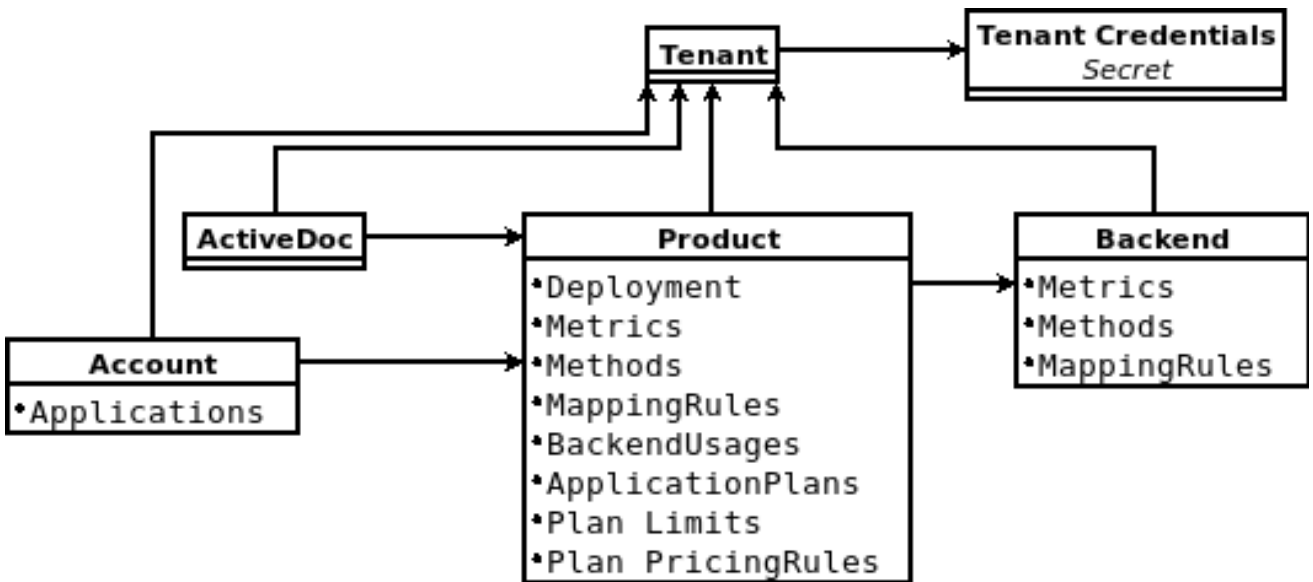 Tenant
Tenant Credentials
Secret
ActiveDoc
Product
•Deployment
•Metrics
•Methods
•MappingRules
•BackendUsages
•ApplicationPlans
•Plan Limits
•Plan PricingRules
Backend
•Metrics
•Methods
•MappingRules
Account
•Applications